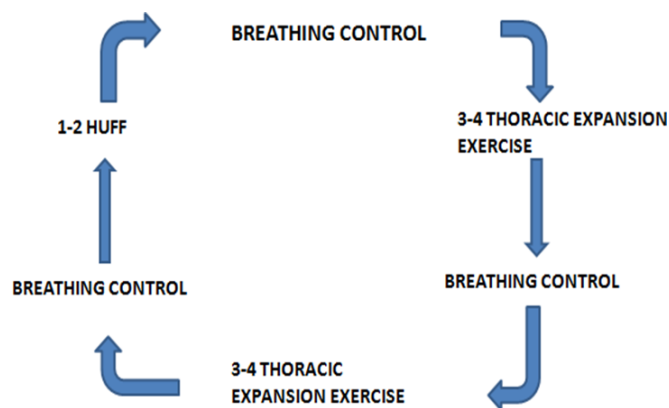 BREATHING CONTROL
3-4 THORACIC EXPANSION
EXERCISE
BREATHING CONTROL
3-4 THORACIC
EXPANSION EXERCISE
BREATHING CONTROL
1-2 HUFF